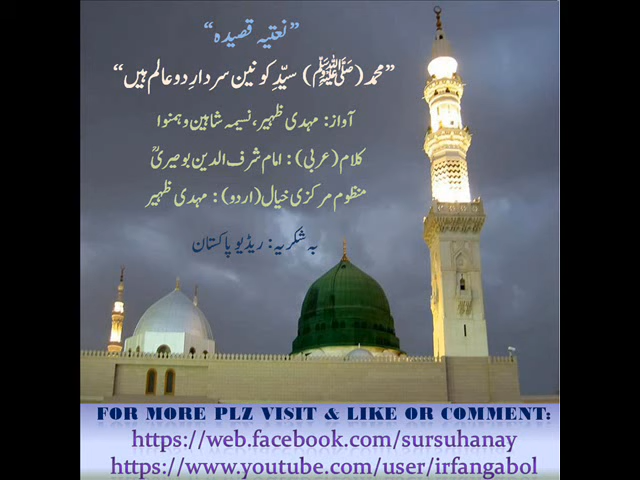 ”نعتیہ قصیدہ“
”محمد (ﷺ) سیّدِ کونین سردارِ دو عالم ہیں“
آواز: مہدی ظہیر، نسیمہ شاہین و ہمنوا
کلام (عربی): امام شرف الدین بوصیریؒ
منظوم مرکزی خیال (اردو): مہدی ظہیر
بہ شکریہ: ریڈیو پاکستان
FOR MORE PLZ VISIT & LIKE OR COMMENT:
https://web.facebook.com/sursuhanay
https://www.youtube.com/user/irfangabol